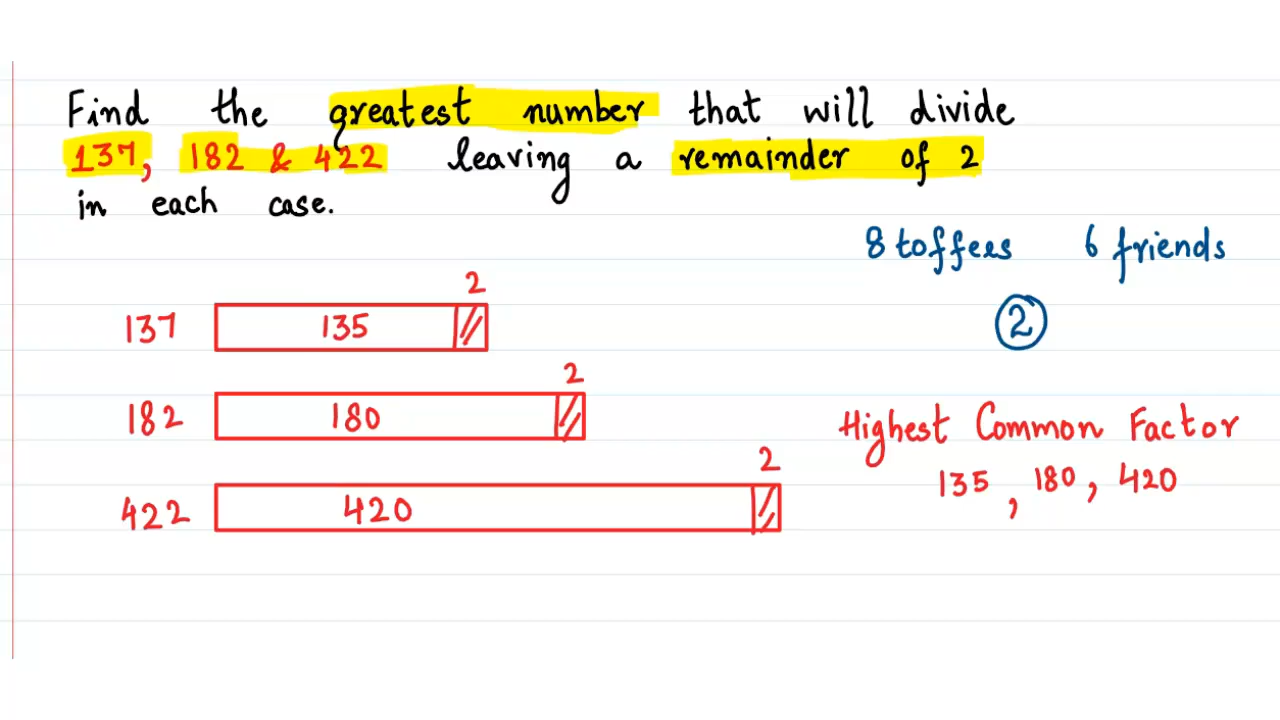 Find the greatest number that will divide
137, 182 & 422 leaving a remainder of 2
in each case.
8 toffees 6 friends
2
2
137 135
2
182 180
Highest Common Factor
135, 180, 420
2
422 420